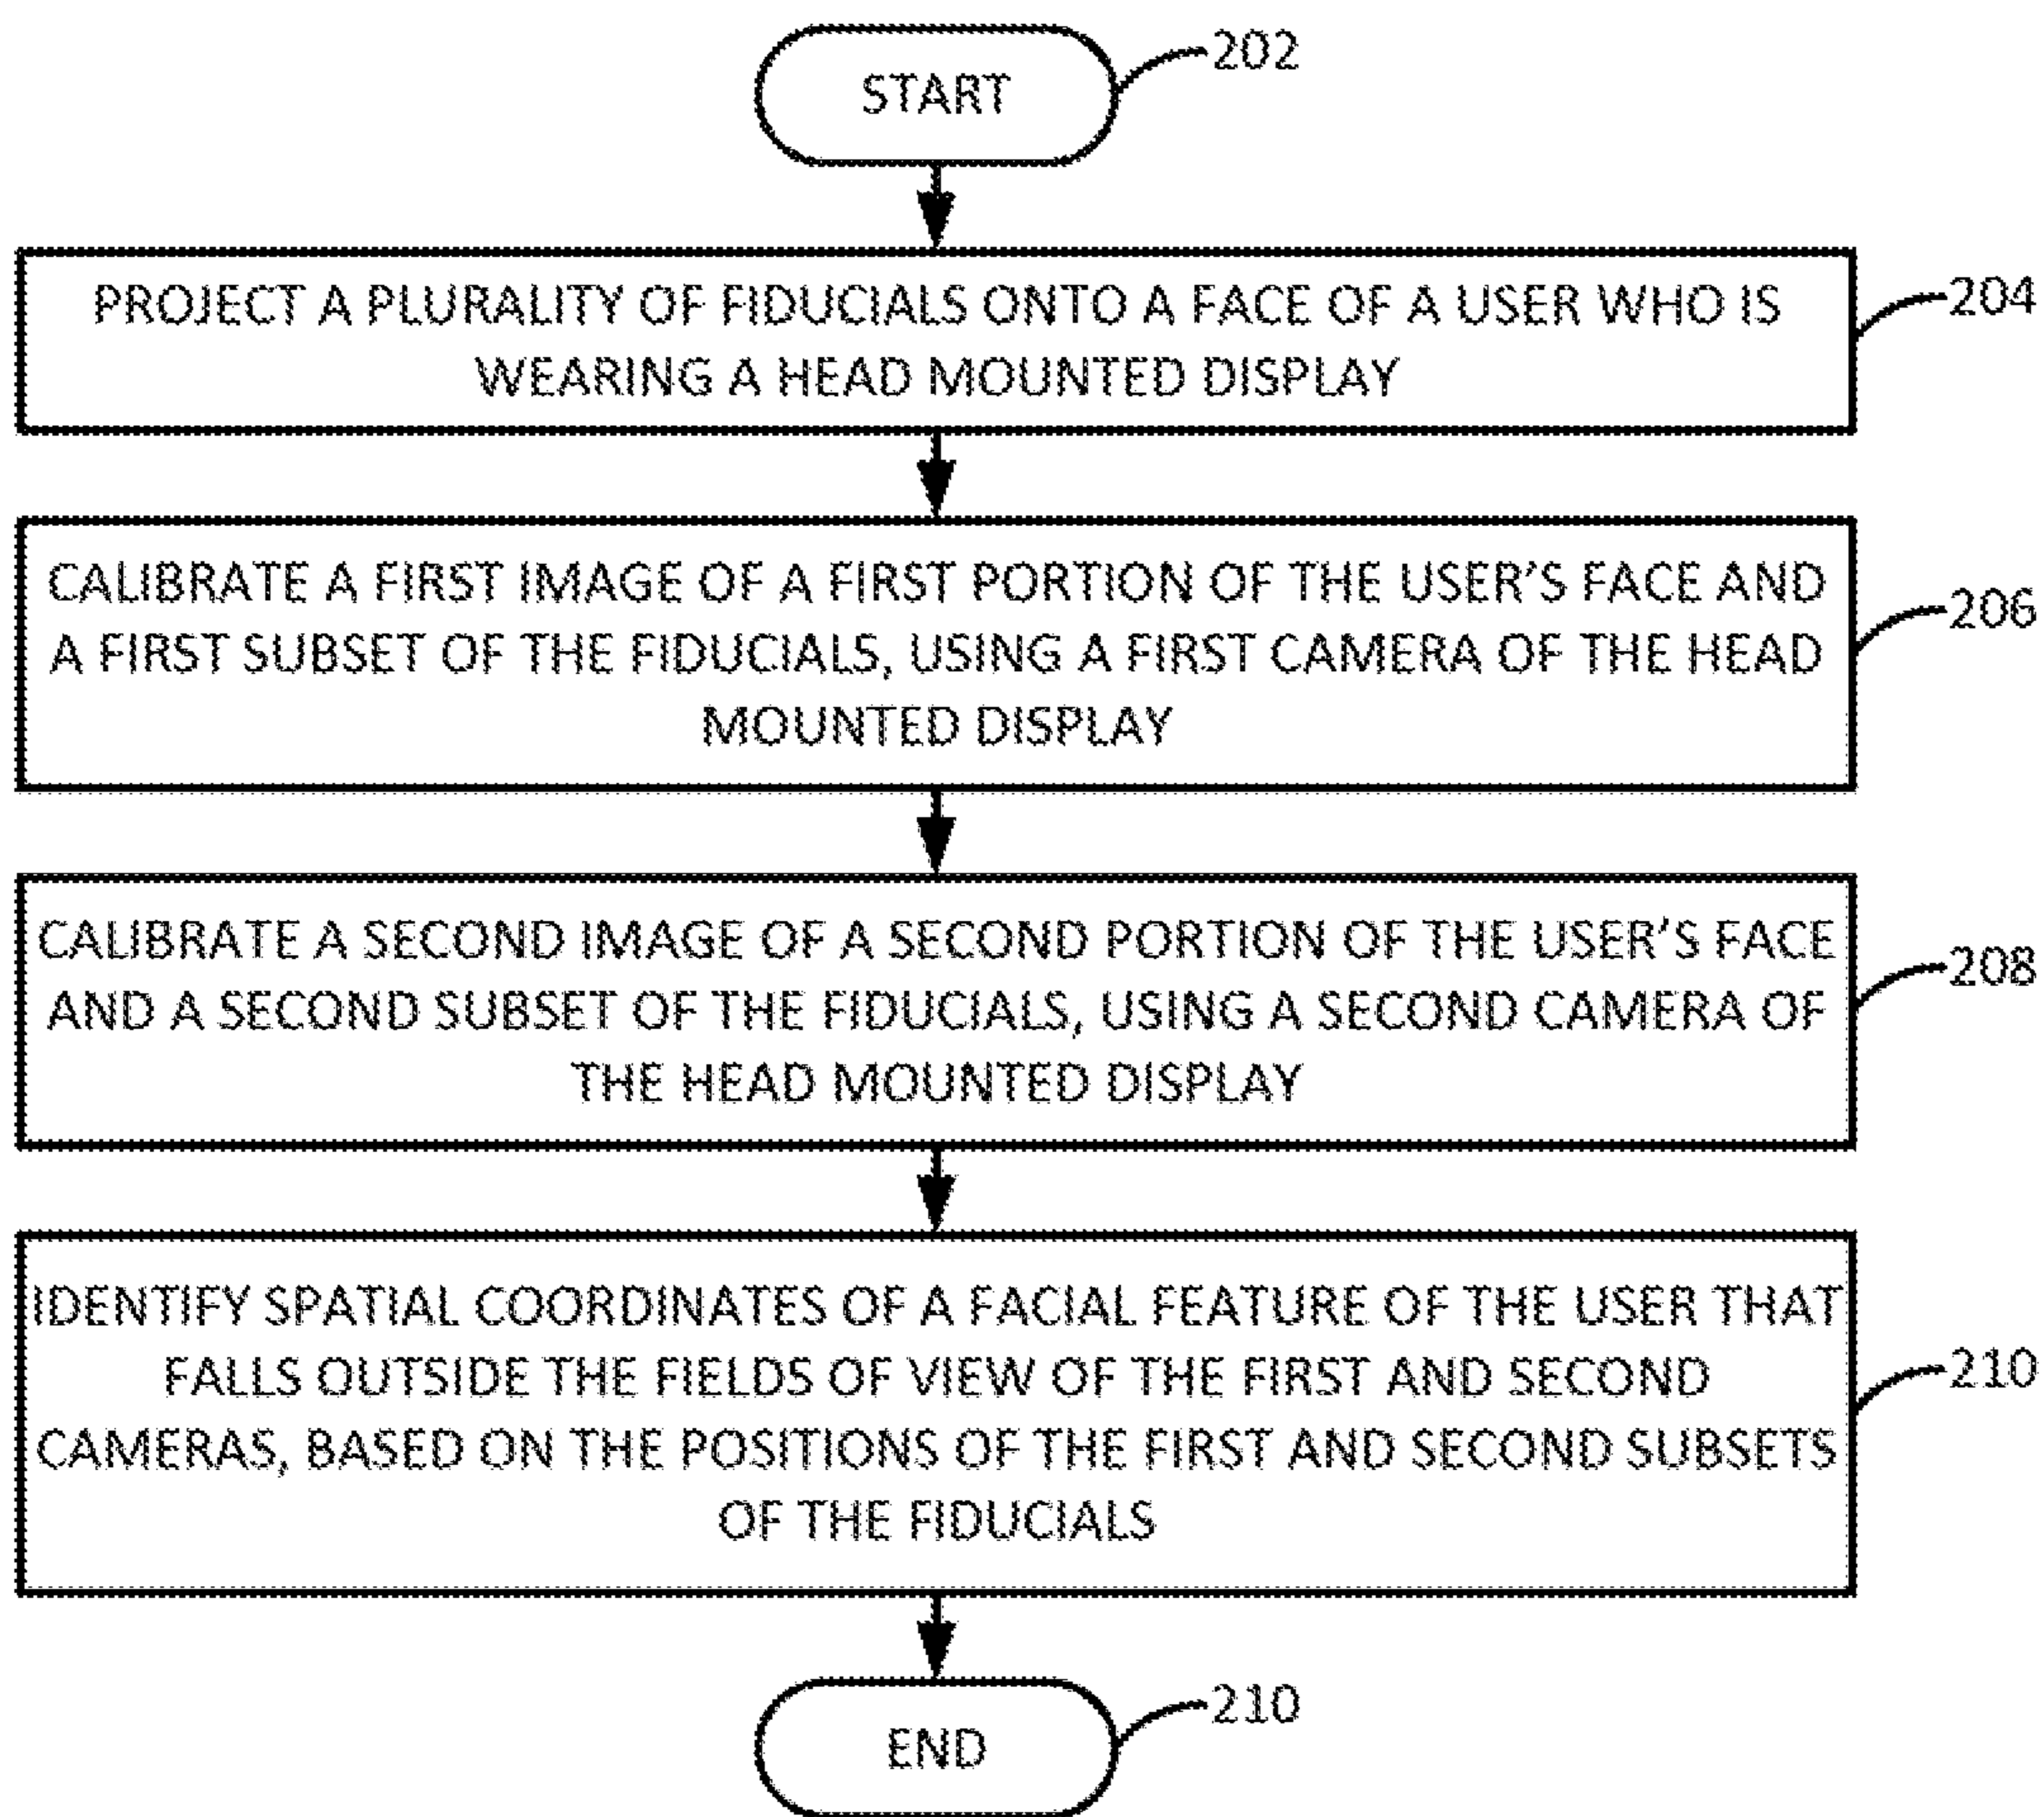 START
202
PROJECT A PLURALITY OF FIDUCIALS ONTO A FACE OF A USER WHO IS
WEARING A HEAD MOUNTED DISPLAY
204
CALIBRATE A FIRST IMAGE OF A FIRST PORTION OF THE USER'S FACE AND
A FIRST SUBSET OF THE FIDUCIALS, USING A FIRST CAMERA OF THE HEAD
MOUNTED DISPLAY
206
CALIBRATE A SECOND IMAGE OF A SECOND PORTION OF THE USER'S FACE
AND A SECOND SUBSET OF THE FIDUCIALS, USING A SECOND CAMERA OF
THE HEAD MOUNTED DISPLAY
208
IDENTIFY SPATIAL COORDINATES OF A FACIAL FEATURE OF THE USER THAT
FALLS OUTSIDE THE FIELDS OF VIEW OF THE FIRST AND SECOND
CAMERAS, BASED ON THE POSITIONS OF THE FIRST AND SECOND SUBSETS
OF THE FIDUCIALS
210
END
210